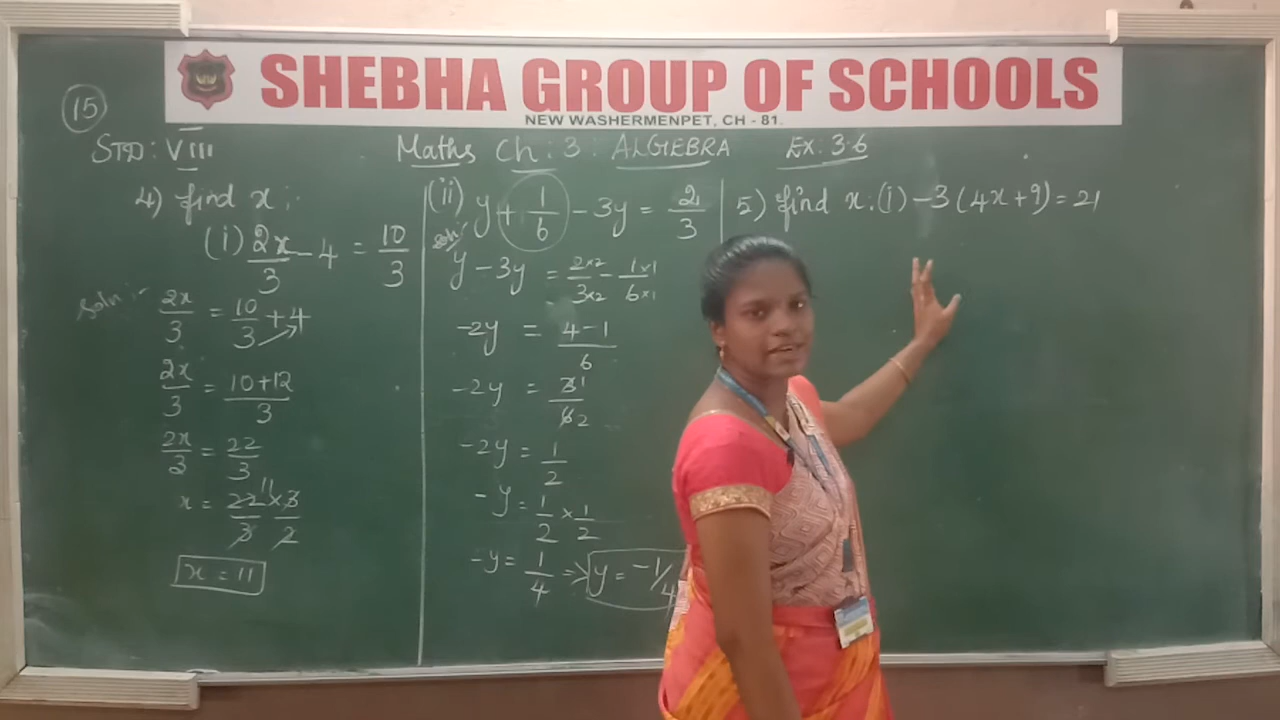 SHEBHA GROUP OF SCHOOLS
NEW WASHERMENPET, CH - 81.
15
STD : VIII
Maths Ch : 3 : ALGEBRA Ex: 3.6
4) find x :
(i) 2x/3 - 4 = 10/3
Soln :-
2x/3 = 10/3 + 4
2x/3 = 10+12/3
2x/3 = 22/3
x = 22/3 11 × 3/2
x = 11
(ii) y + 1/6 - 3y = 2/3
soln:
y - 3y = 2×2/3×2 - 1×1/6×1
-2y = 4-1/6
-2y = 3 1/6 2
-2y = 1/2
-y = 1/2 × 1/2
-y = 1/4 => y = -1/4
5) find x. (i) -3 (4x+9) = 21